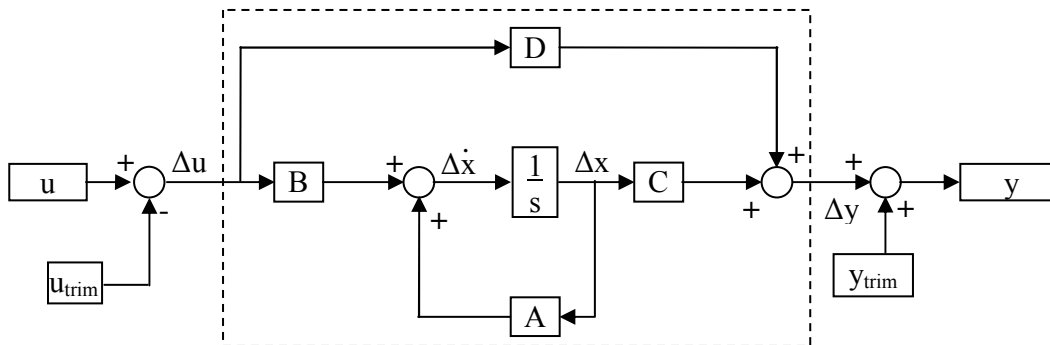 D
+
u
+
Δu
-
B
+
Δẋ
+
1
s
Δx
C
+
+
+
Δy
+
y
u_trim
y_trim
A